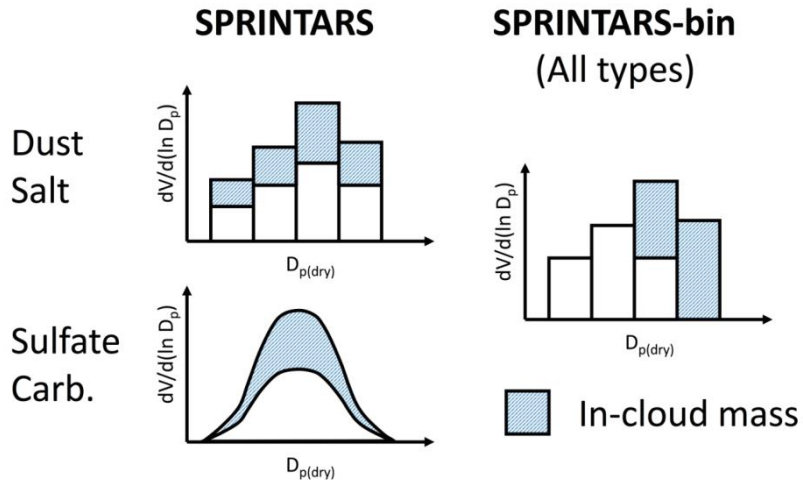 SPRINTARS
SPRINTARS-bin
(All types)
Dust
Salt
dV/d(ln Dp)
Dp(dry)
dV/d(ln Dp)
Dp(dry)
Sulfate
Carb.
dV/d(ln Dp)
Dp(dry)
In-cloud mass